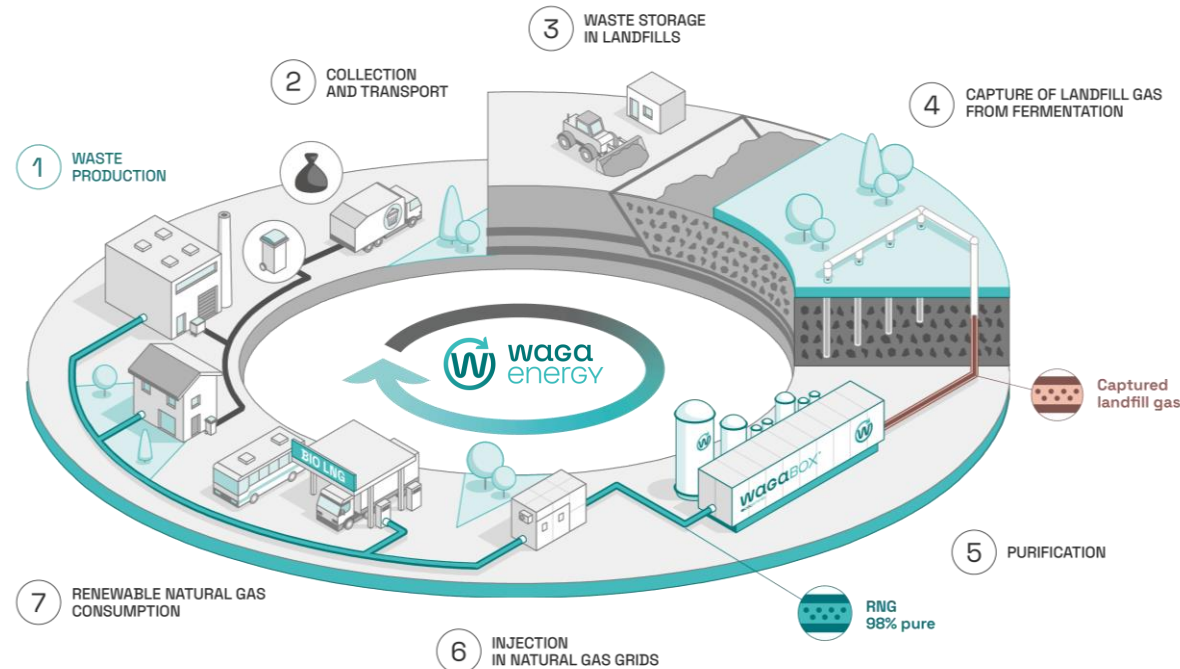 1
WASTE
PRODUCTION
2
COLLECTION
AND TRANSPORT
3
WASTE STORAGE
IN LANDFILLS
4
CAPTURE OF LANDFILL GAS
FROM FERMENTATION
W
waga
energy
Captured
landfill gas
BIO LNG
W
wagaBOX®
W
5
PURIFICATION
RNG
98% pure
6
INJECTION
IN NATURAL GAS GRIDS
7
RENEWABLE NATURAL GAS
CONSUMPTION